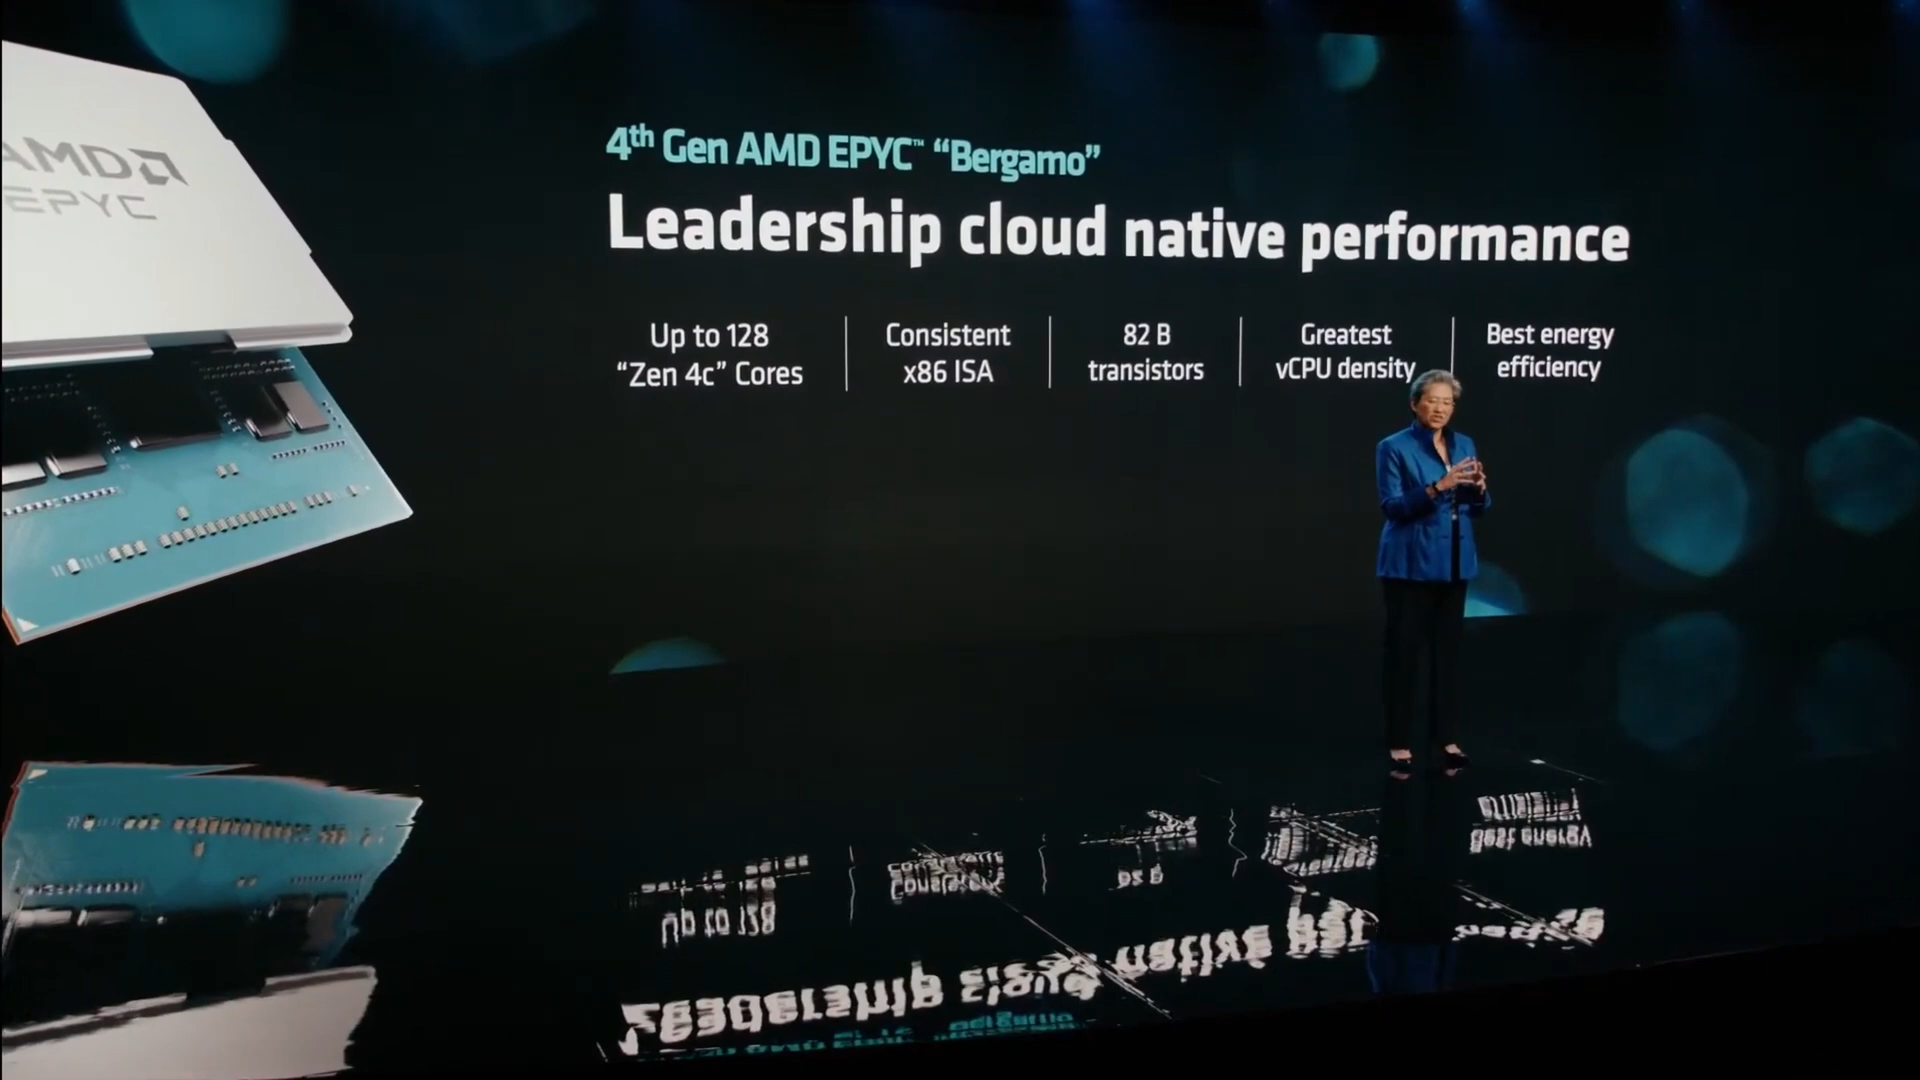 AMD
EPYC
4th Gen AMD EPYC™ “Bergamo”
Leadership cloud native performance
Up to 128
“Zen 4c” Cores
Consistent
x86 ISA
82 B
transistors
Greatest
vCPU density
Best energy
efficiency